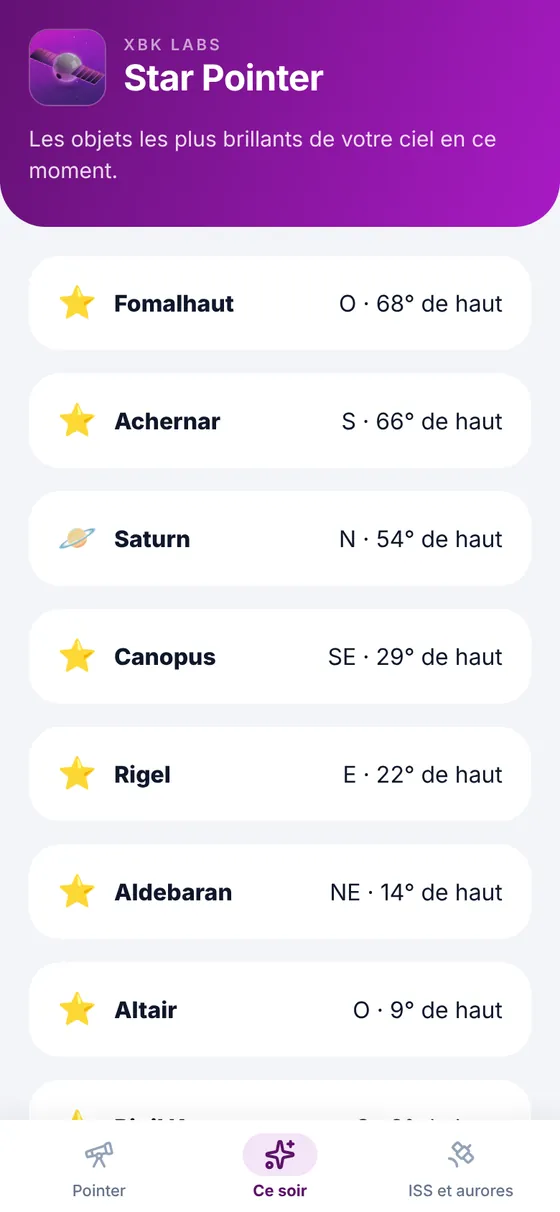 XBK LABS
Star Pointer
Les objets les plus brillants de votre ciel en ce
moment.
Fomalhaut O · 68° de haut
Achernar S · 66° de haut
Saturn N · 54° de haut
Canopus SE · 29° de haut
Rigel E · 22° de haut
Aldebaran NE · 14° de haut
Altair O · 9° de haut
Pointer
Ce soir
ISS et aurores